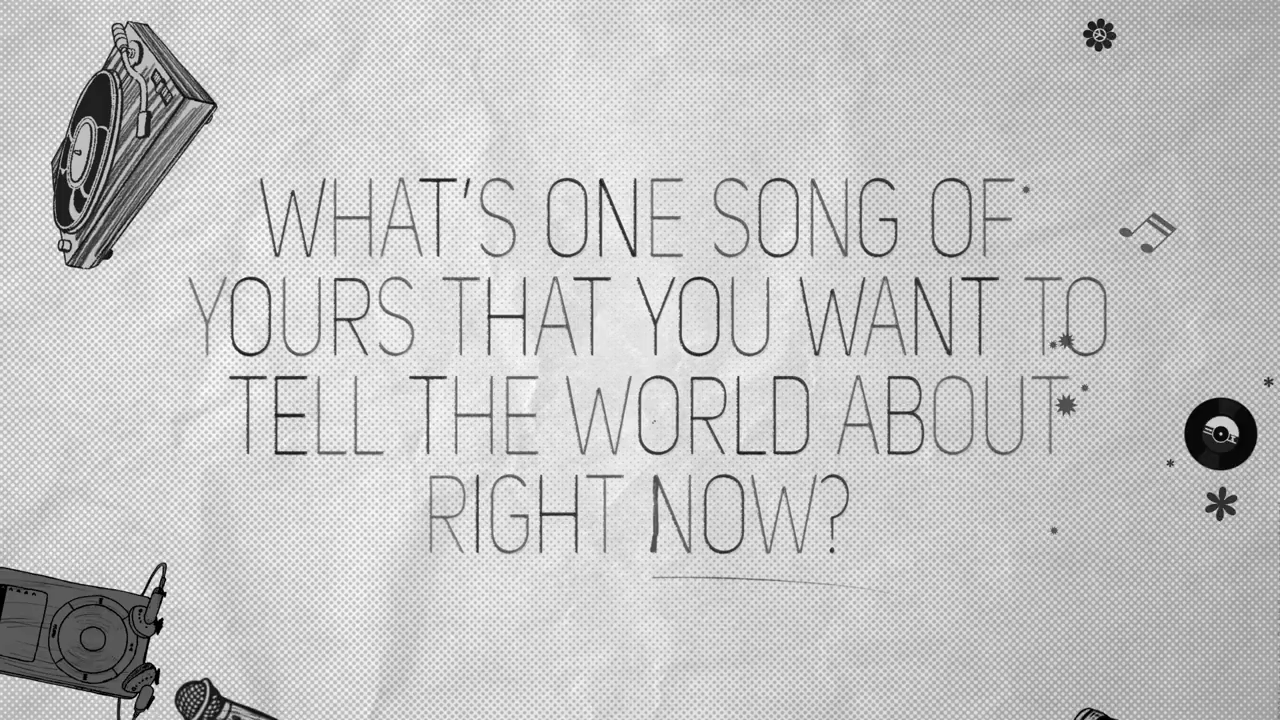 WHAT'S ONE SONG OF
YOURS THAT YOU WANT TO
TELL THE WORLD ABOUT
RIGHT NOW?